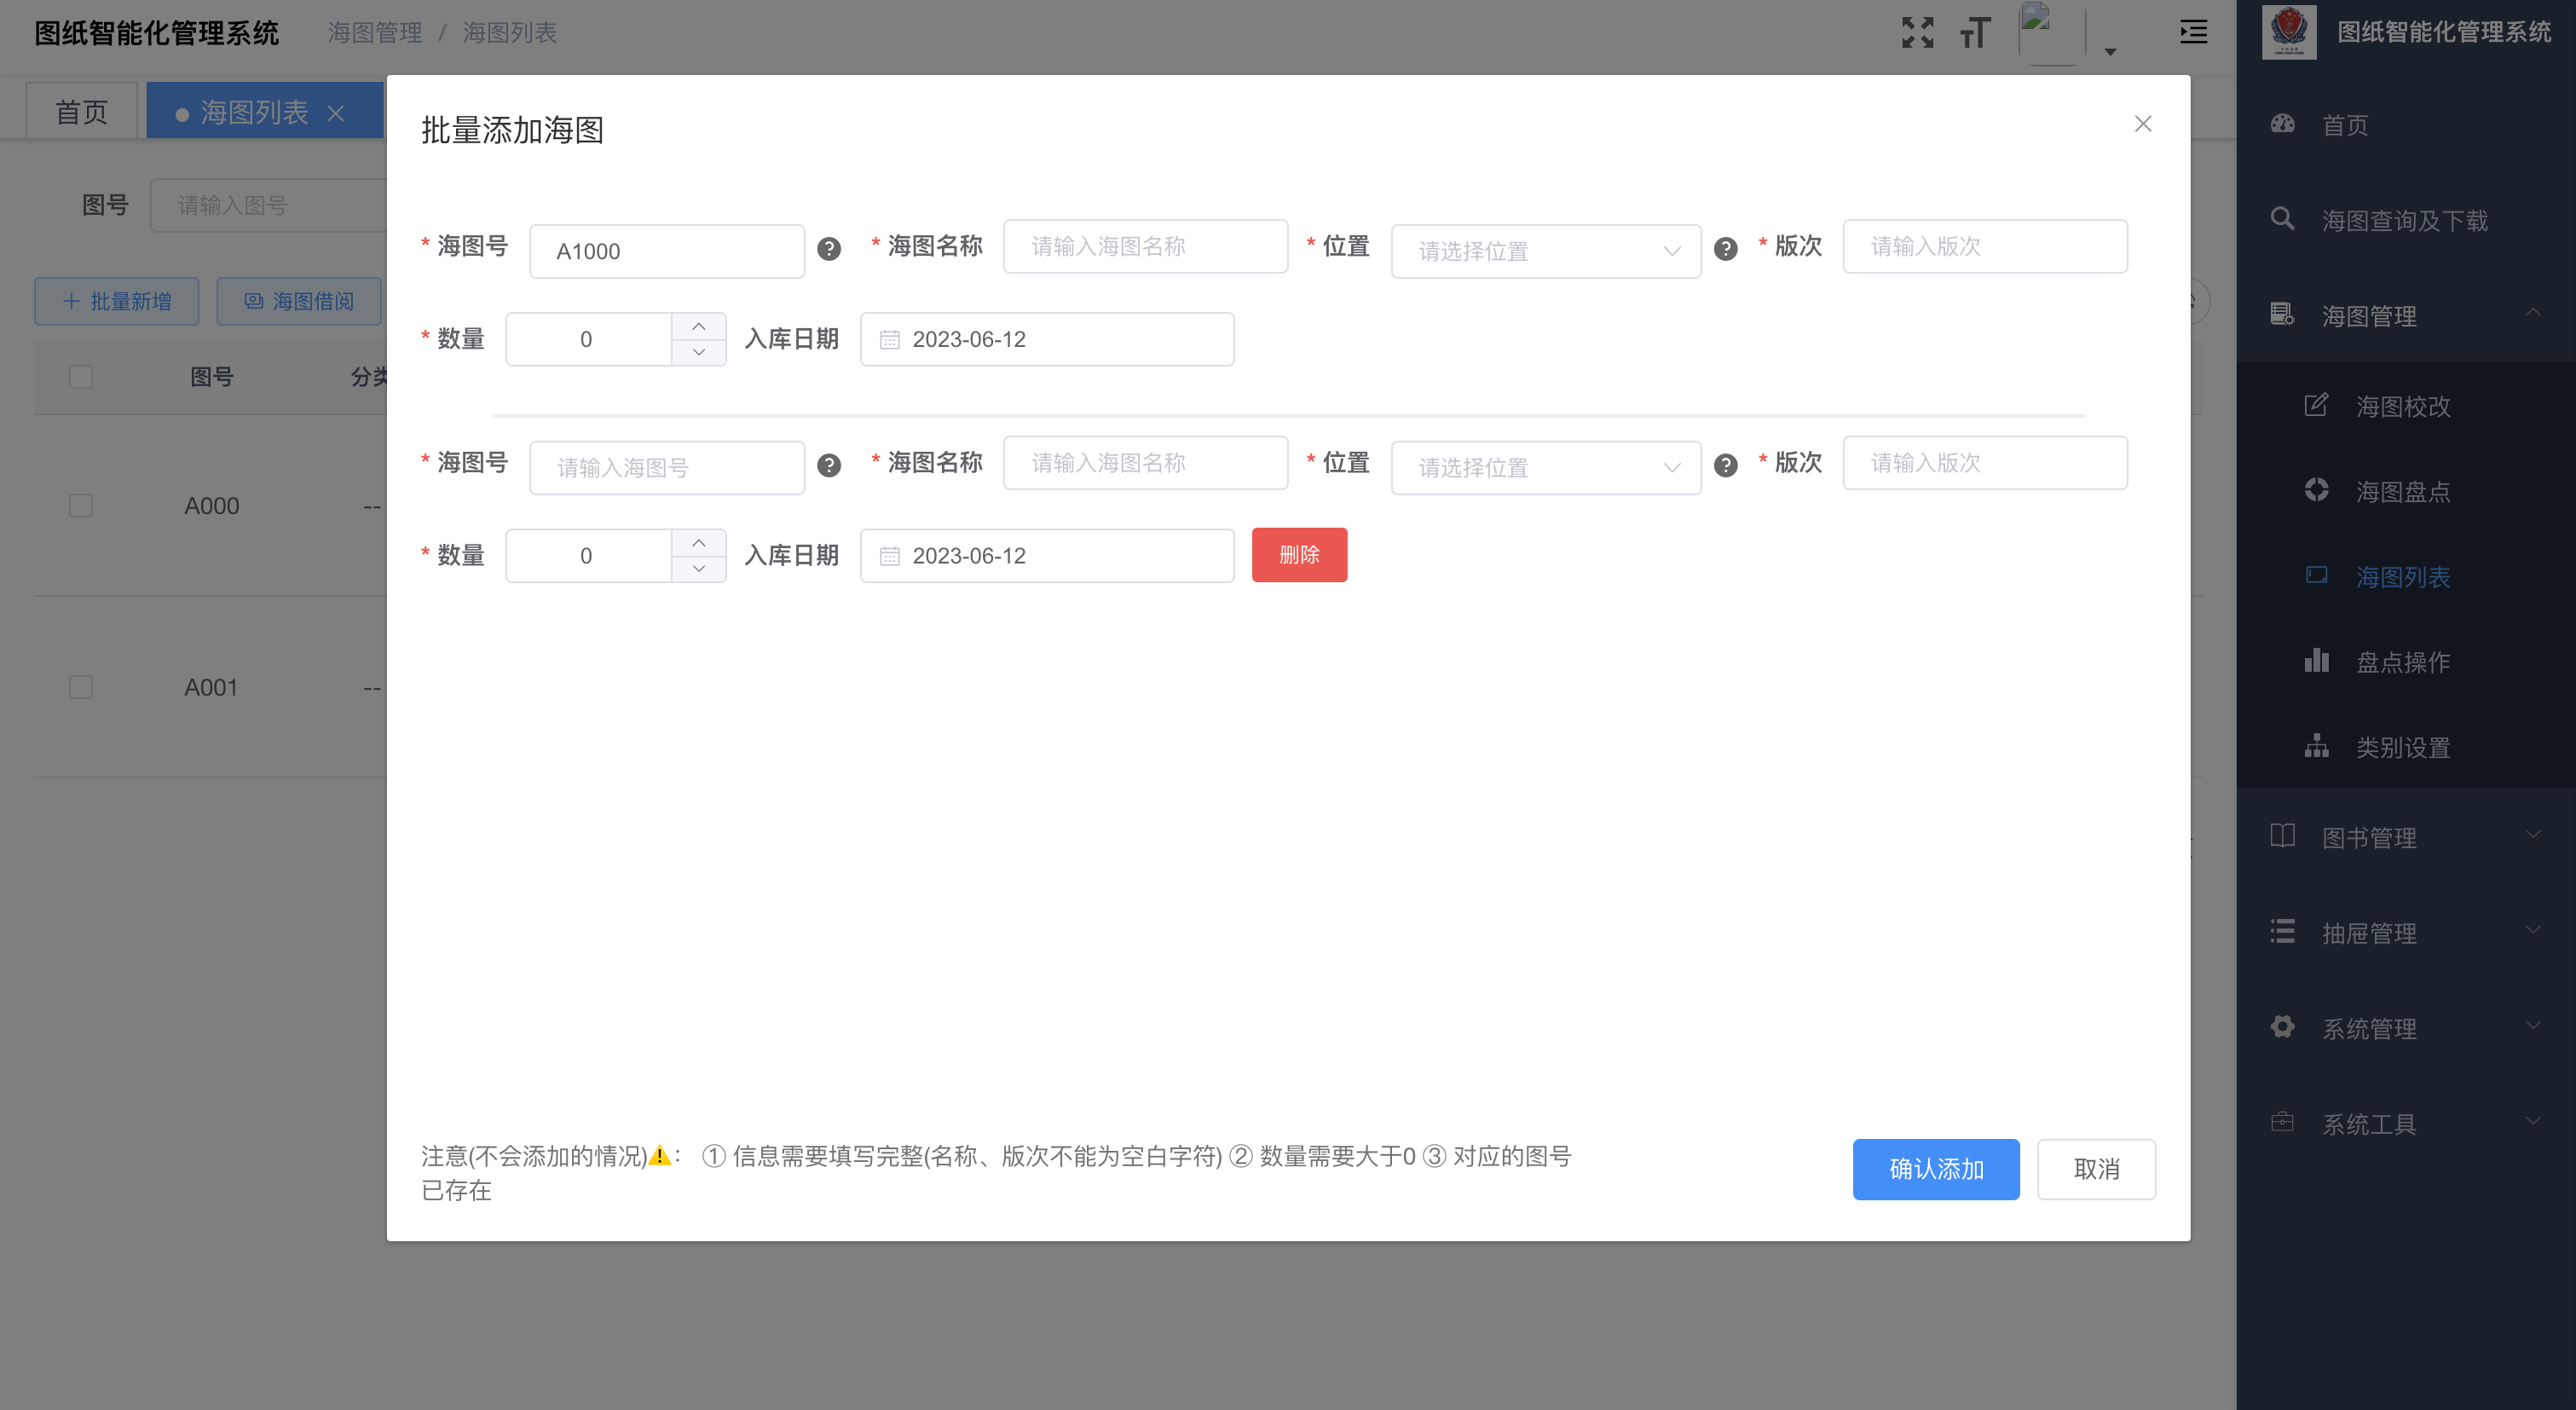 图纸智能化管理系统 海图管理 / 海图列表
图纸智能化管理系统
首页
海图列表
图号 请输入图号
批量新增 海图借阅
图号 分类
A000 --
A001 --
批量添加海图
* 海图号 A1000 * 海图名称 请输入海图名称 * 位置 请选择位置 * 版次 请输入版次
* 数量 0 入库日期 2023-06-12
* 海图号 请输入海图号 * 海图名称 请输入海图名称 * 位置 请选择位置 * 版次 请输入版次
* 数量 0 入库日期 2023-06-12 删除
注意(不会添加的情况)⚠: ① 信息需要填写完整(名称、版次不能为空白字符) ② 数量需要大于0 ③ 对应的图号
已存在
确认添加 取消
首页
海图查询及下载
海图管理
海图校改
海图盘点
海图列表
盘点操作
类别设置
图书管理
抽屉管理
系统管理
系统工具